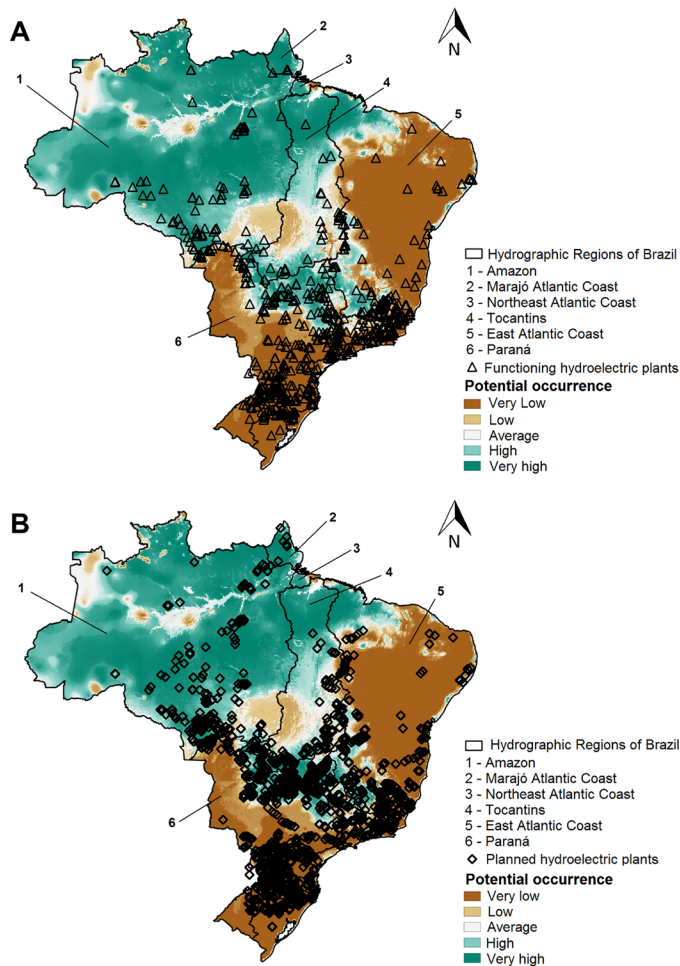 A
N
2
3
1
4
5
6
Hydrographic Regions of Brazil
1 - Amazon
2 - Marajó Atlantic Coast
3 - Northeast Atlantic Coast
4 - Tocantins
5 - East Atlantic Coast
6 - Paraná
Functioning hydroelectric plants
Potential occurrence
Very Low
Low
Average
High
Very high
B
N
2
3
1
4
5
6
Hydrographic Regions of Brazil
1 - Amazon
2 - Marajó Atlantic Coast
3 - Northeast Atlantic Coast
4 - Tocantins
5 - East Atlantic Coast
6 - Paraná
Planned hydroelectric plants
Potential occurrence
Very low
Low
Average
High
Very high